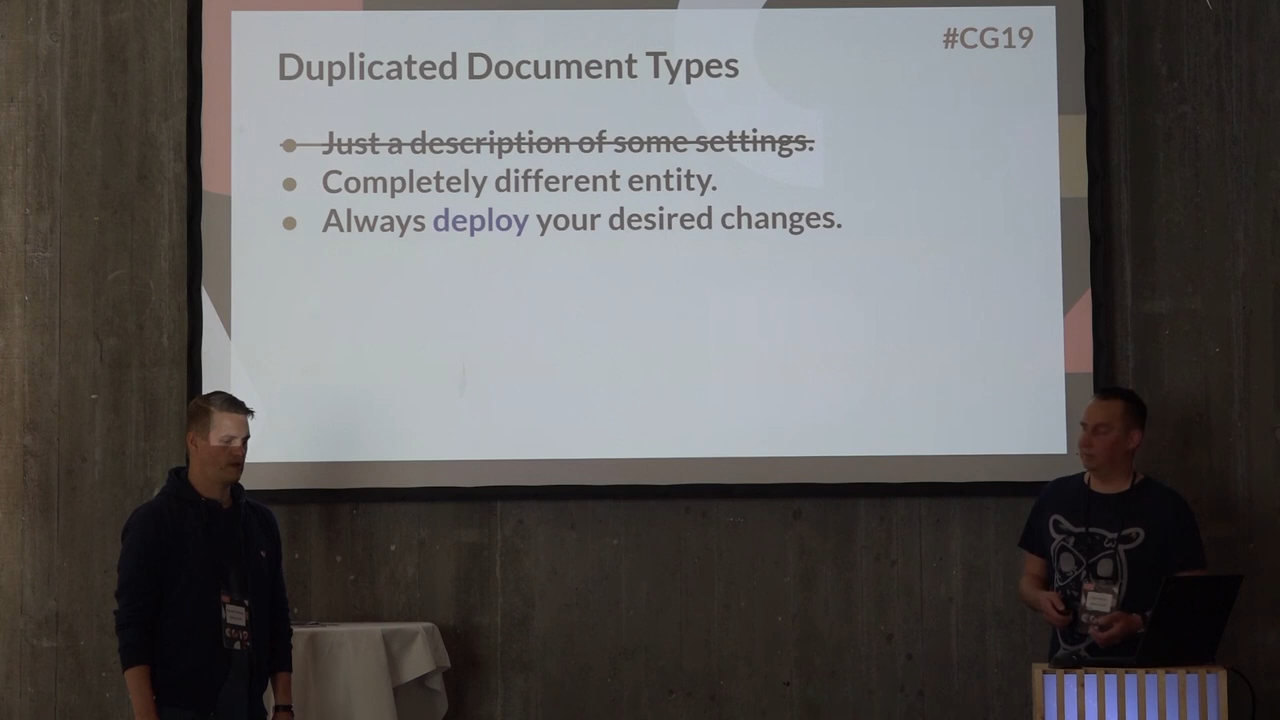 #CG19
Duplicated Document Types
● Just a description of some settings.
● Completely different entity.
● Always deploy your desired changes.